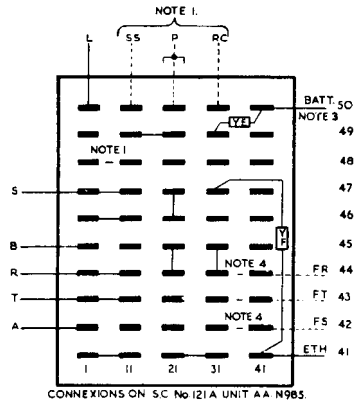 NOTE 1.
L SS P RC
BATT. 50
NOTE 3
YE 49
NOTE 1 48
S 47
46
YF
B 45
R NOTE 4 FR 44
T FT 43
A NOTE 4 FS 42
ETH 41
1 11 21 31 41
CONNEXIONS ON S.C. No. 121 A UNIT AA. N985.